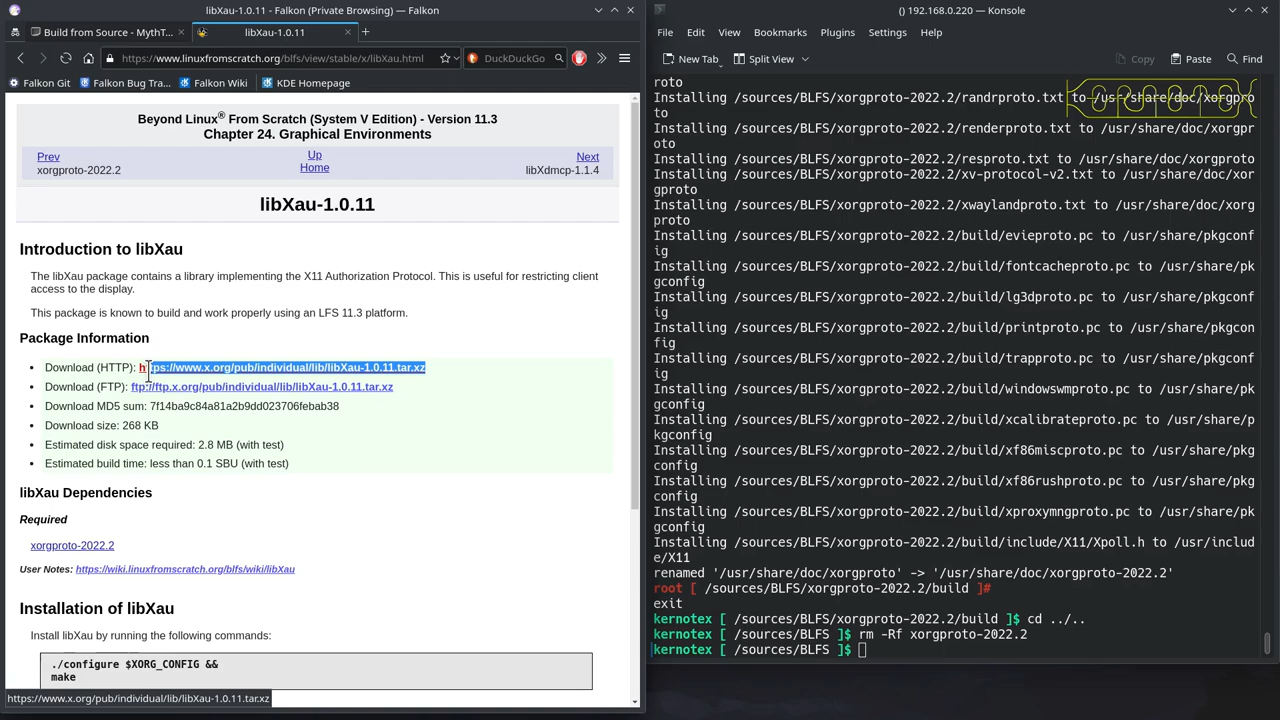 libXau-1.0.11 - Falkon (Private Browsing) — Falkon
Build from Source - MythT...
libXau-1.0.11
https://www.linuxfromscratch.org/blfs/view/stable/x/libXau.html
DuckDuckGo
Falkon Git
Falkon Bug Tra...
Falkon Wiki
KDE Homepage
Beyond Linux® From Scratch (System V Edition) - Version 11.3
Chapter 24. Graphical Environments
Prev
Up
Next
xorgproto-2022.2
Home
libXdmcp-1.1.4
libXau-1.0.11
Introduction to libXau
The libXau package contains a library implementing the X11 Authorization Protocol. This is useful for restricting client
access to the display.
This package is known to build and work properly using an LFS 11.3 platform.
Package Information
• Download (HTTP): https://www.x.org/pub/individual/lib/libXau-1.0.11.tar.xz
• Download (FTP): ftp://ftp.x.org/pub/individual/lib/libXau-1.0.11.tar.xz
• Download MD5 sum: 7f14ba9c84a81a2b9dd023706febab38
• Download size: 268 KB
• Estimated disk space required: 2.8 MB (with test)
• Estimated build time: less than 0.1 SBU (with test)
libXau Dependencies
Required
xorgproto-2022.2
User Notes: https://wiki.linuxfromscratch.org/blfs/wiki/libXau
Installation of libXau
Install libXau by running the following commands:
./configure $XORG_CONFIG &&
make
https://www.x.org/pub/individual/lib/libXau-1.0.11.tar.xz
() 192.168.0.220 — Konsole
File Edit View Bookmarks Plugins Settings Help
New Tab
Split View
Copy
Paste
Find
roto
Installing /sources/BLFS/xorgproto-2022.2/randrproto.txt to /usr/share/doc/xorgpro
to
Installing /sources/BLFS/xorgproto-2022.2/renderproto.txt to /usr/share/doc/xorgpr
oto
Installing /sources/BLFS/xorgproto-2022.2/resproto.txt to /usr/share/doc/xorgproto
Installing /sources/BLFS/xorgproto-2022.2/xv-protocol-v2.txt to /usr/share/doc/xor
gproto
Installing /sources/BLFS/xorgproto-2022.2/xwaylandproto.txt to /usr/share/doc/xorg
proto
Installing /sources/BLFS/xorgproto-2022.2/build/evieproto.pc to /usr/share/pkgconf
ig
Installing /sources/BLFS/xorgproto-2022.2/build/fontcacheproto.pc to /usr/share/pk
gconfig
Installing /sources/BLFS/xorgproto-2022.2/build/lg3dproto.pc to /usr/share/pkgconf
ig
Installing /sources/BLFS/xorgproto-2022.2/build/printproto.pc to /usr/share/pkgcon
fig
Installing /sources/BLFS/xorgproto-2022.2/build/trapproto.pc to /usr/share/pkgconf
ig
Installing /sources/BLFS/xorgproto-2022.2/build/windowswmproto.pc to /usr/share/pk
gconfig
Installing /sources/BLFS/xorgproto-2022.2/build/xcalibrateproto.pc to /usr/share/p
kgconfig
Installing /sources/BLFS/xorgproto-2022.2/build/xf86miscproto.pc to /usr/share/pkg
config
Installing /sources/BLFS/xorgproto-2022.2/build/xf86rushproto.pc to /usr/share/pkg
config
Installing /sources/BLFS/xorgproto-2022.2/build/xproxymngproto.pc to /usr/share/pk
gconfig
Installing /sources/BLFS/xorgproto-2022.2/build/include/X11/Xpoll.h to /usr/includ
e/X11
renamed '/usr/share/doc/xorgproto' -> '/usr/share/doc/xorgproto-2022.2'
root [ /sources/BLFS/xorgproto-2022.2/build ]#
exit
kernotex [ /sources/BLFS/xorgproto-2022.2/build ]$ cd ../..
kernotex [ /sources/BLFS ]$ rm -Rf xorgproto-2022.2
kernotex [ /sources/BLFS ]$